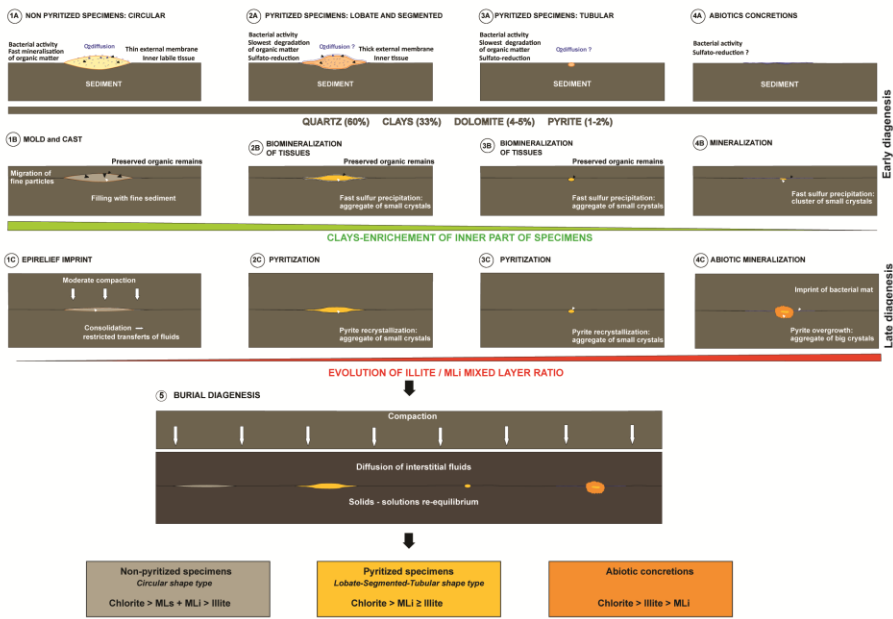 1A NON PYRITIZED SPECIMENS: CIRCULAR
Bacterial activity
Fast mineralisation
of organic matter
O2diffusion
Thin external membrane
Inner labile tissue
SEDIMENT
2A PYRITIZED SPECIMENS: LOBATE AND SEGMENTED
Bacterial activity
Slowest degradation
of organic matter
Sulfato-reduction
O2diffusion ?
Thick external membrane
Inner tissue
SEDIMENT
3A PYRITIZED SPECIMENS: TUBULAR
Bacterial activity
Slowest degradation
of organic matter
Sulfato-reduction
O2diffusion ?
SEDIMENT
4A ABIOTICS CONCRETIONS
Bacterial activity
Sulfato-reduction ?
SEDIMENT
QUARTZ (60%) CLAYS (33%) DOLOMITE (4-5%) PYRITE (1-2%)
Early diagenesis
1B MOLD and CAST
Migration of
fine particles
Preserved organic remains
Filling with fine sediment
2B BIOMINERALIZATION
OF TISSUES
Preserved organic remains
Fast sulfur precipitation:
aggregate of small crystals
3B BIOMINERALIZATION
OF TISSUES
Preserved organic remains
Fast sulfur precipitation:
aggregate of small crystals
4B MINERALIZATION
Fast sulfur precipitation:
cluster of small crystals
CLAYS-ENRICHEMENT OF INNER PART OF SPECIMENS
1C EPIRELIEF IMPRINT
Moderate compaction
Consolidation —
restricted transferts of fluids
2C PYRITIZATION
Pyrite recrystallization:
aggregate of small crystals
3C PYRITIZATION
Pyrite recrystallization:
aggregate of small crystals
4C ABIOTIC MINERALIZATION
Imprint of bacterial mat
Pyrite overgrowth:
aggregate of big crystals
Late diagenesis
EVOLUTION OF ILLITE / MLi MIXED LAYER RATIO
5 BURIAL DIAGENESIS
Compaction
Diffusion of interstitial fluids
Solids - solutions re-equilibrium
Non-pyritized specimens
Circular shape type
Chlorite > MLs + MLi > Illite
Pyritized specimens
Lobate-Segmented-Tubular shape type
Chlorite > MLi ≥ Illite
Abiotic concretions
Chlorite > Illite > MLi